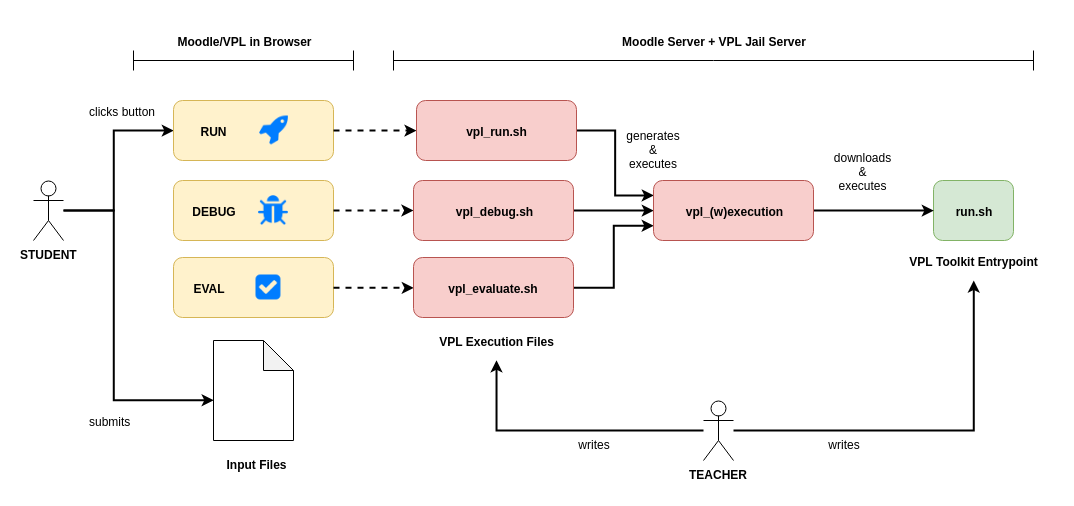 Moodle/VPL in Browser
Moodle Server + VPL Jail Server
clicks button
RUN
vpl_run.sh
generates
&
executes
downloads
&
executes
STUDENT
DEBUG
vpl_debug.sh
vpl_(w)execution
run.sh
VPL Toolkit Entrypoint
EVAL
vpl_evaluate.sh
VPL Execution Files
submits
Input Files
writes
writes
TEACHER